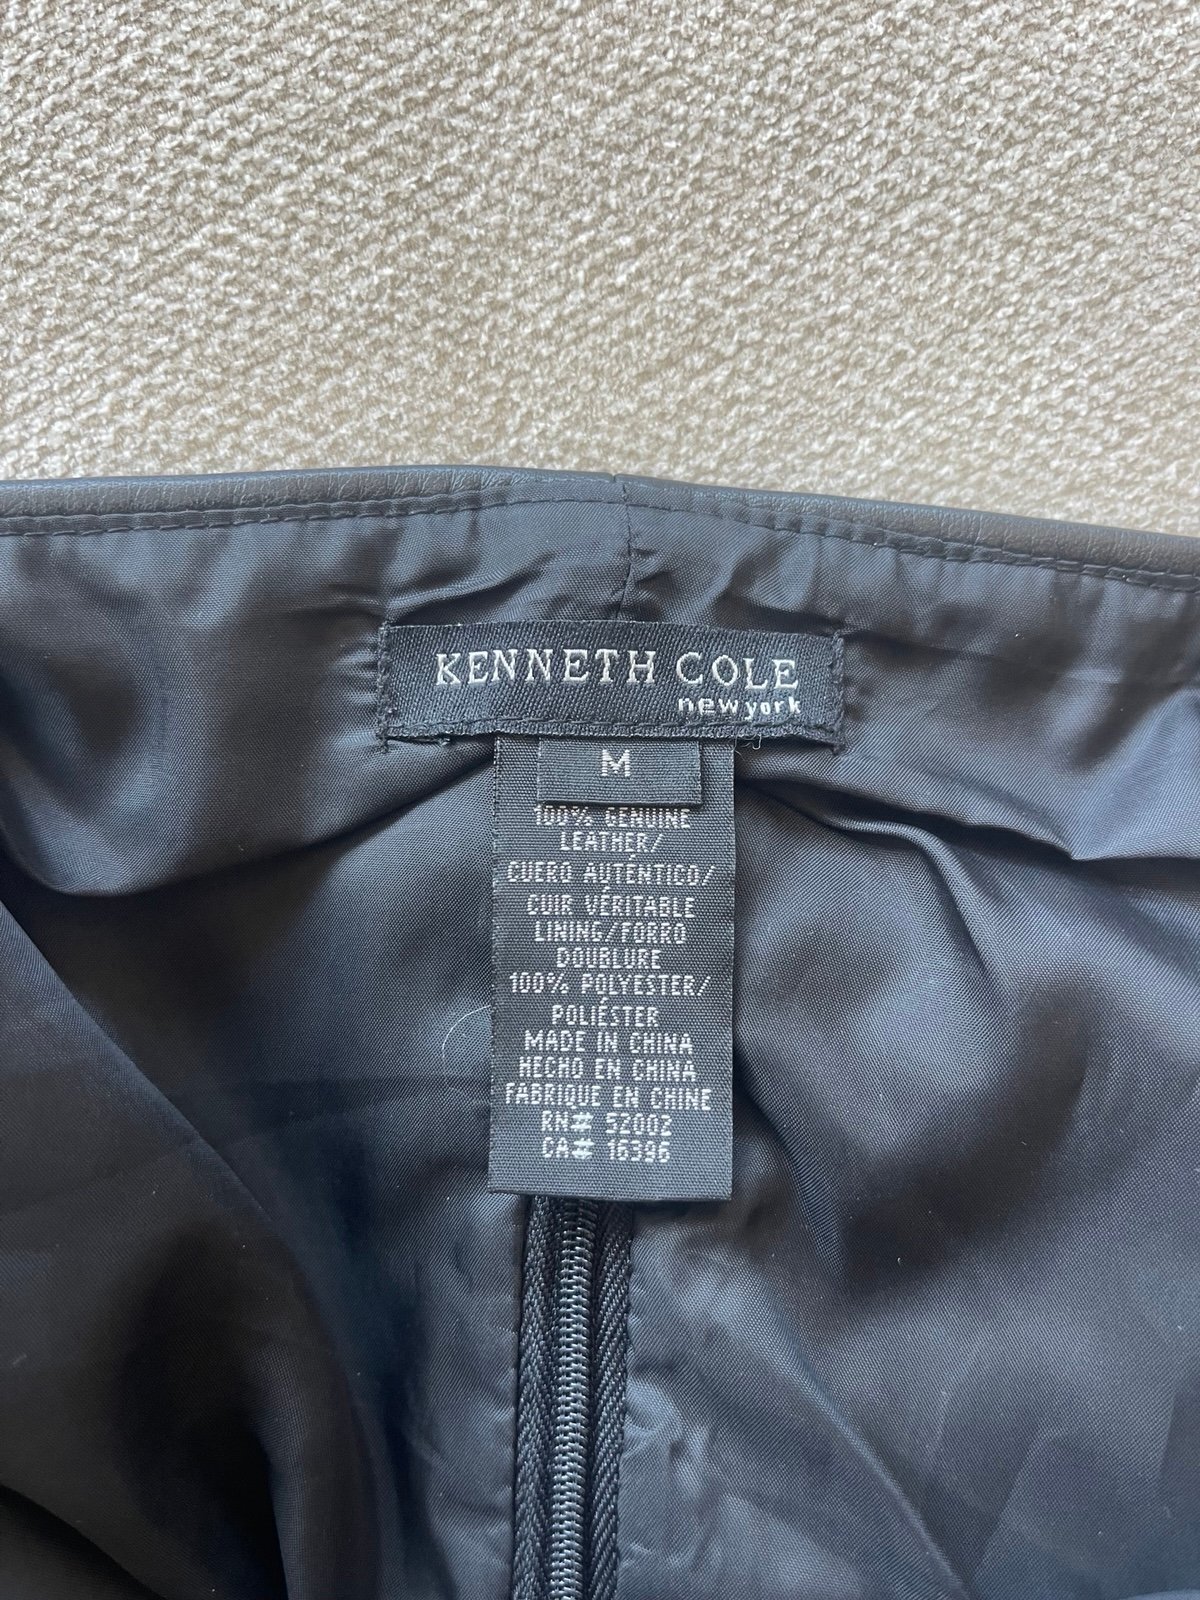 KENNETH COLE
new york
M
100% GENUINE
LEATHER/
CUERO AUTÉNTICO/
CUIR VÉRITABLE
LINING/FORRO
DOUBLURE
100% POLYESTER/
POLIÉSTER
MADE IN CHINA
HECHO EN CHINA
FABRIQUE EN CHINE
RN# 52002
CA# 16396